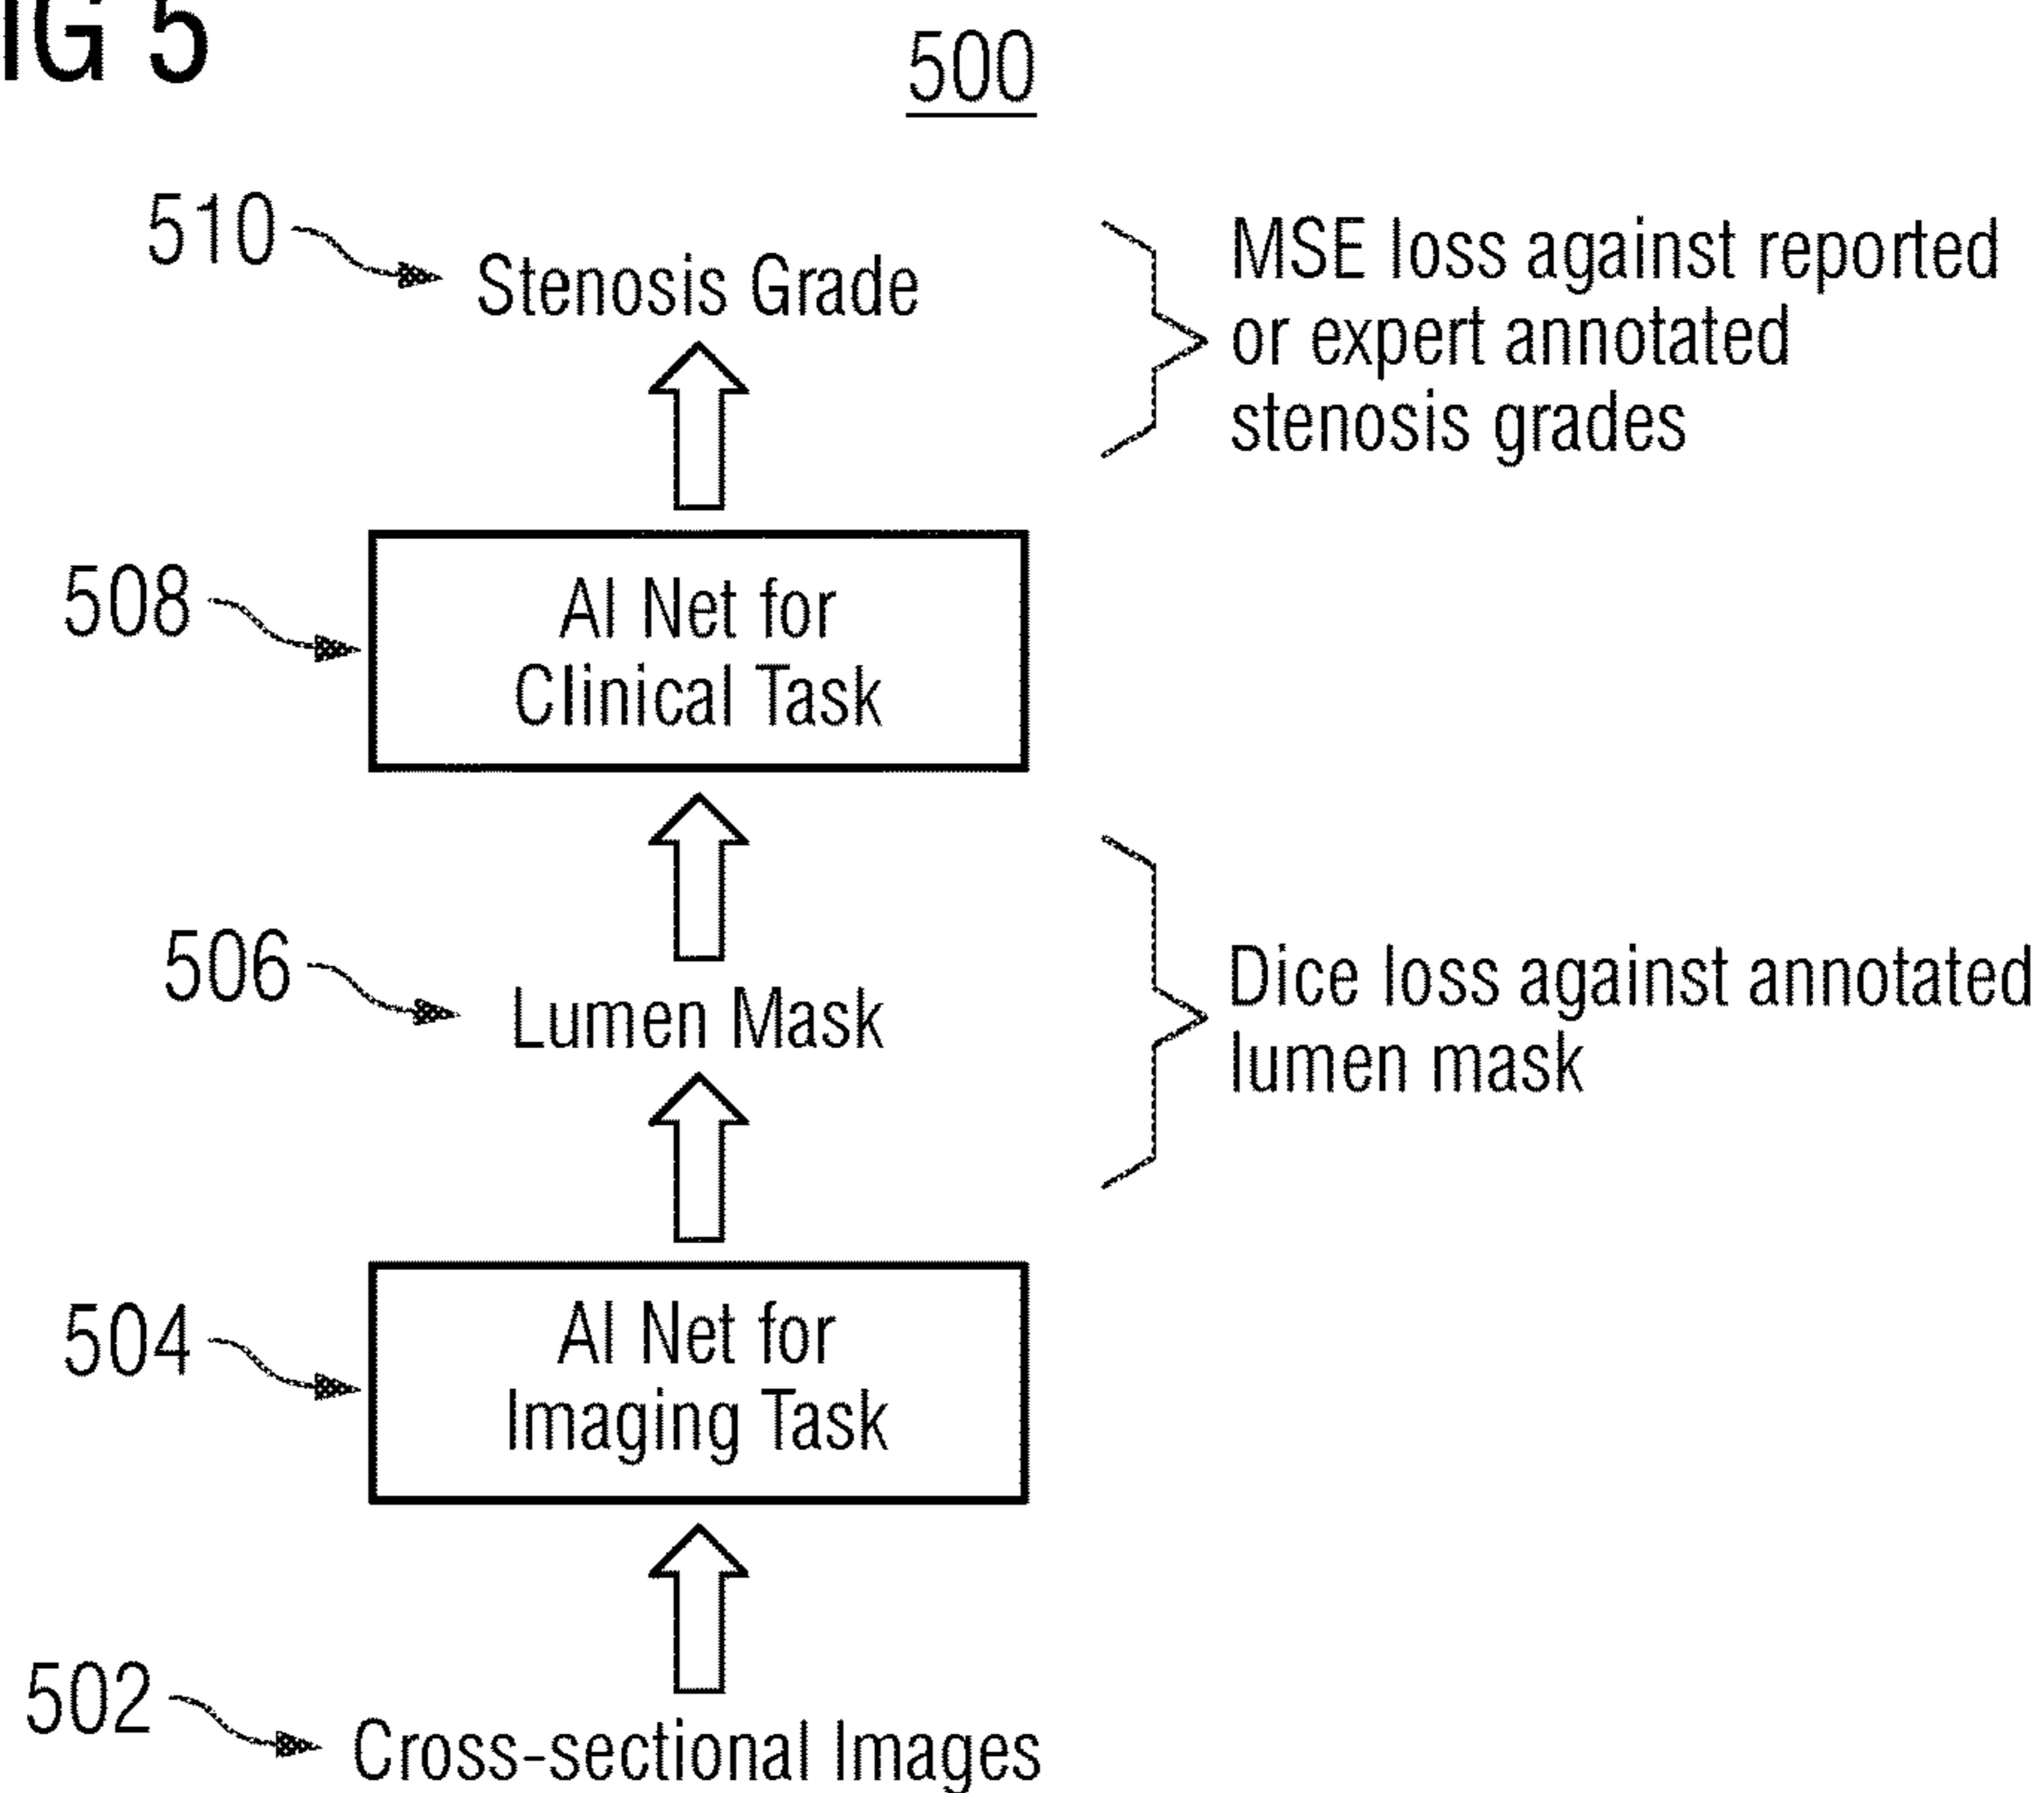 IG 5
500
510
Stenosis Grade
MSE loss against reported
or expert annotated
stenosis grades
508
AI Net for
Clinical Task
506
Lumen Mask
Dice loss against annotated
lumen mask
504
AI Net for
Imaging Task
502
Cross-sectional Images